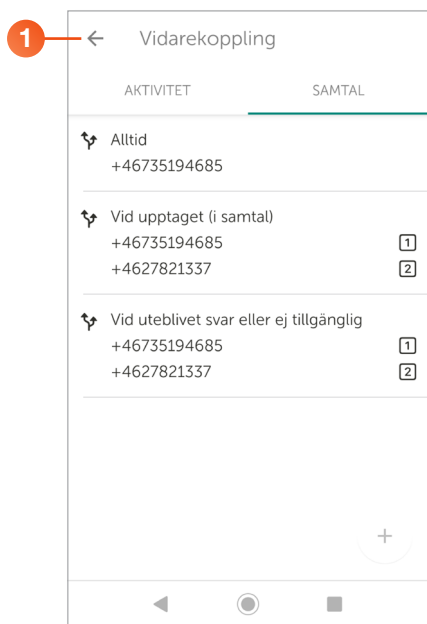 1
Vidarekoppling
AKTIVITET SAMTAL
Alltid
+46735194685
Vid upptaget (i samtal)
+46735194685 1
+4627821337 2
Vid uteblivet svar eller ej tillgänglig
+46735194685 1
+4627821337 2
+